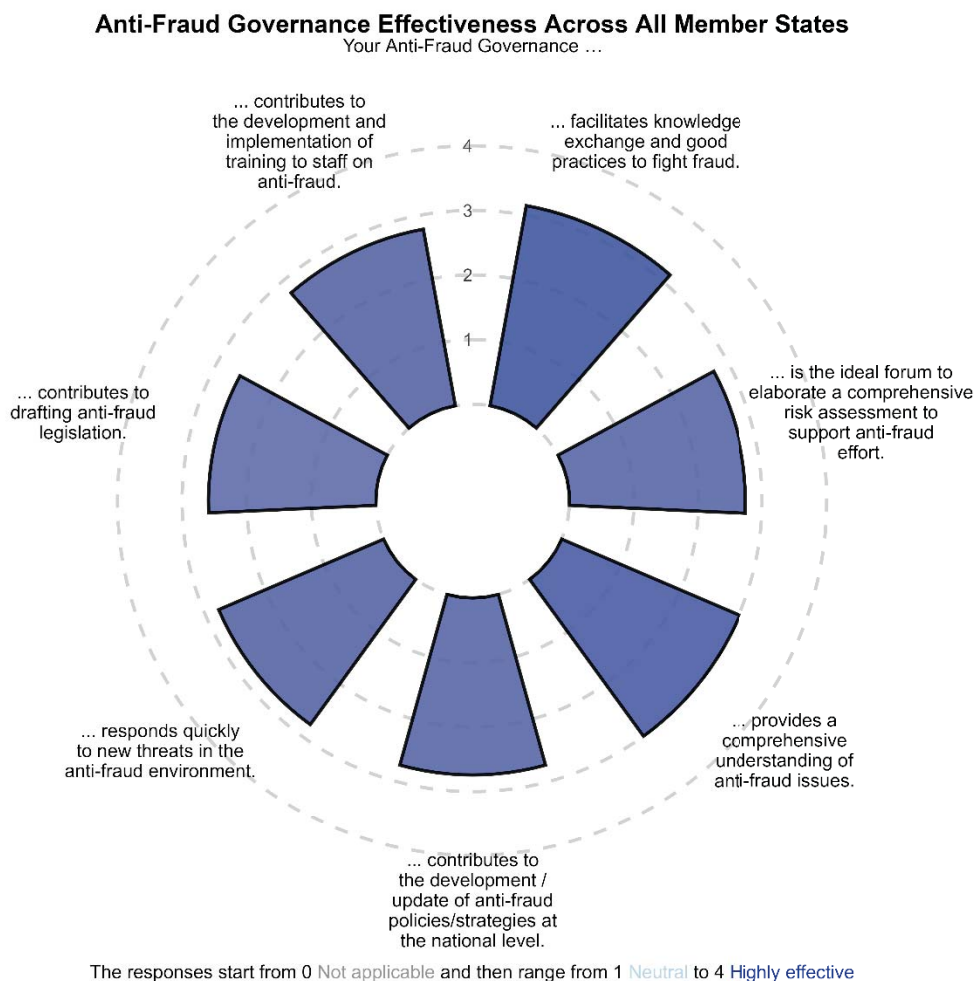 Anti-Fraud Governance Effectiveness Across All Member States
Your Anti-Fraud Governance ...
... contributes to
the development and
implementation of
training to staff on
anti-fraud.
... facilitates knowledge
exchange and good
practices to fight fraud.
4
3
2
1
... contributes to
drafting anti-fraud
legislation.
... is the ideal forum to
elaborate a comprehensive
risk assessment to
support anti-fraud
effort.
... responds quickly
to new threats in the
anti-fraud environment.
... provides a
comprehensive
understanding of
anti-fraud issues.
... contributes to
the development /
update of anti-fraud
policies/strategies at
the national level.
The responses start from 0 Not applicable and then range from 1 Neutral to 4 Highly effective